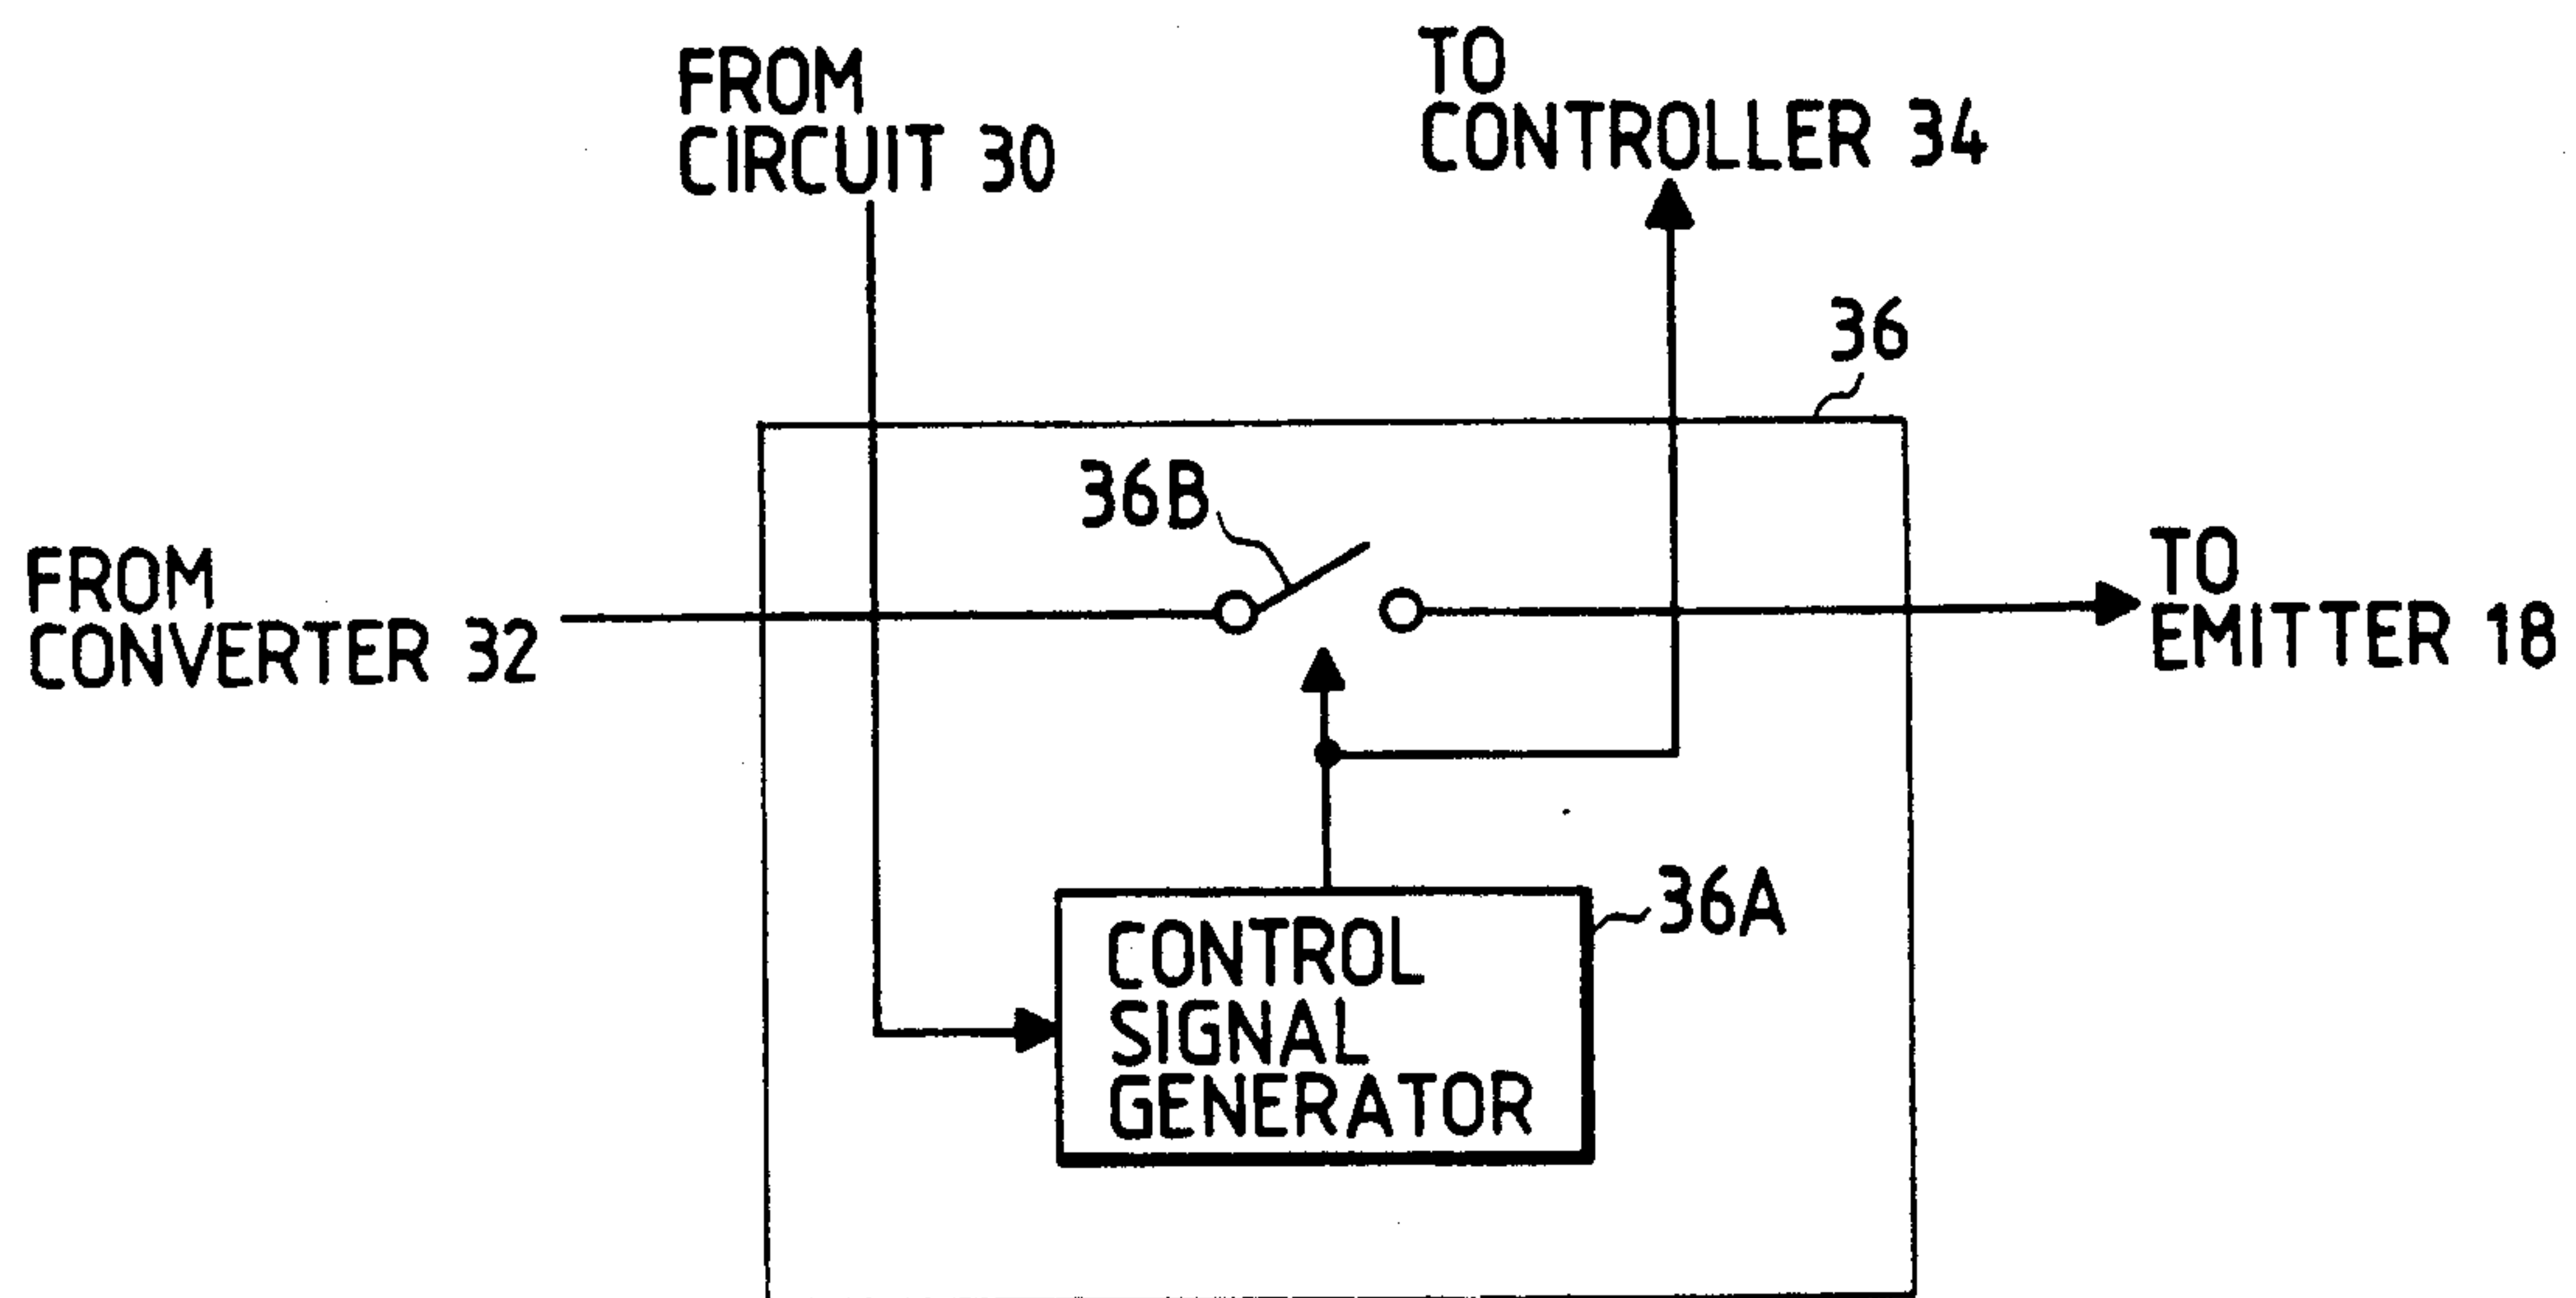 FROM
CIRCUIT 30
TO
CONTROLLER 34
36
36B
FROM
CONVERTER 32
TO
EMITTER 18
36A
CONTROL
SIGNAL
GENERATOR